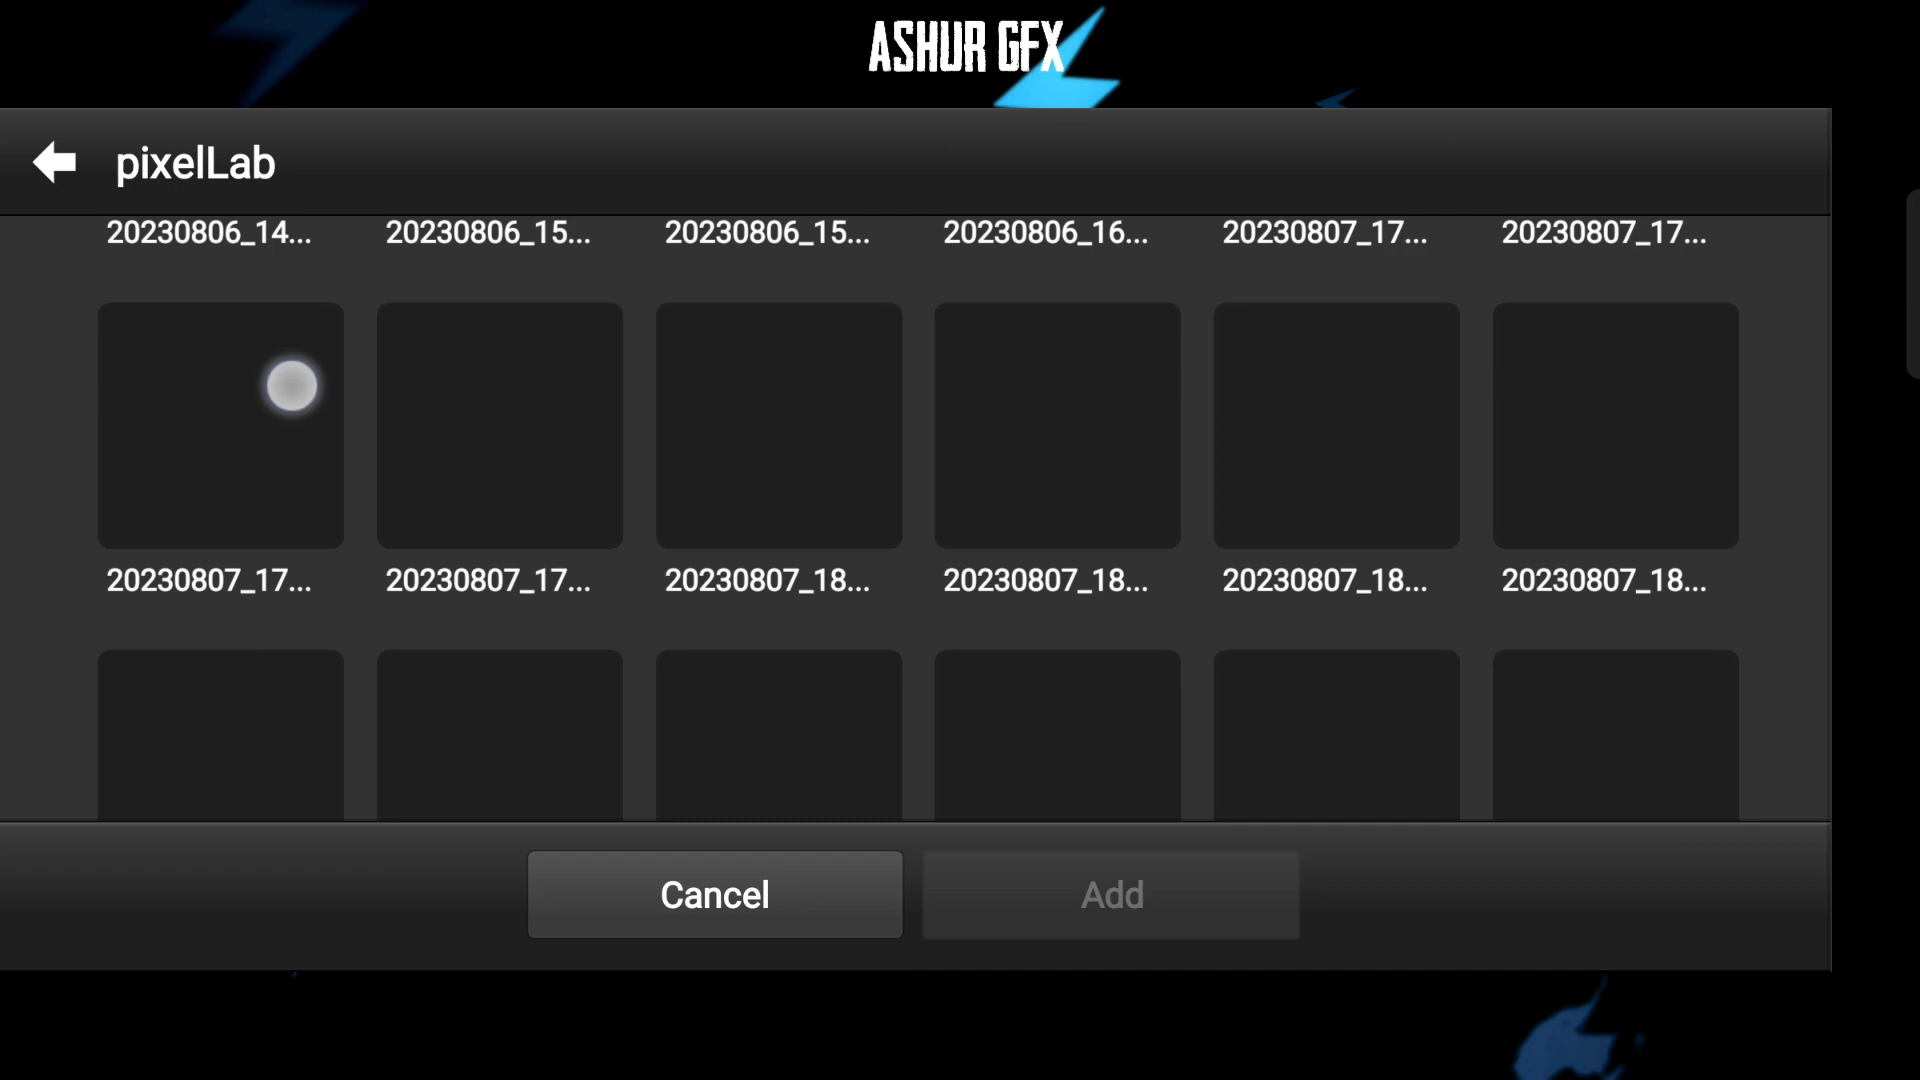 ASHUR GFX
pixelLab
20230806_14... 20230806_15... 20230806_15... 20230806_16... 20230807_17... 20230807_17...
20230807_17... 20230807_17... 20230807_18... 20230807_18... 20230807_18... 20230807_18...
Cancel Add